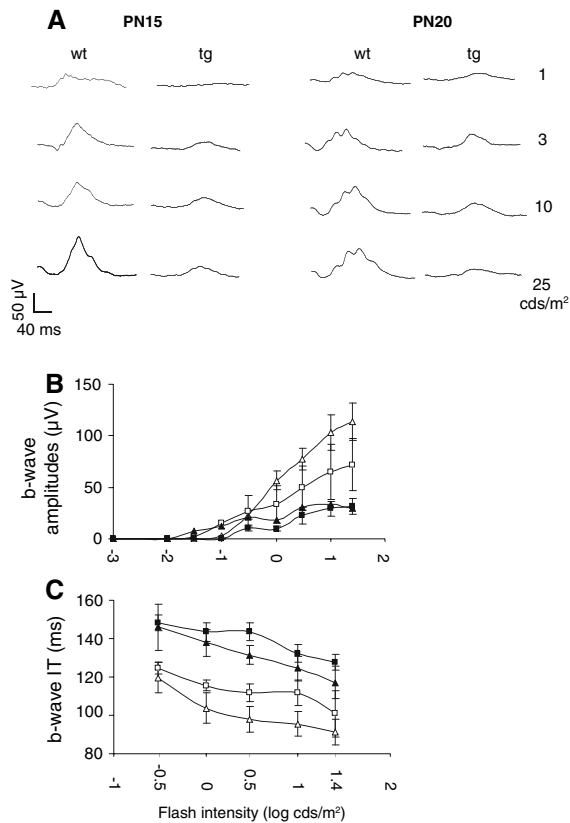 A
PN15 PN20
wt tg wt tg
1
3
10
25
cds/m²
50 µV
40 ms
B
b-wave
amplitudes (µV)
150
100
50
0
-3 -2 -1 0 1 2
C
b-wave IT (ms)
160
140
120
100
80
-1 -0.5 0 0.5 1 1.4 2
Flash intensity (log cds/m²)